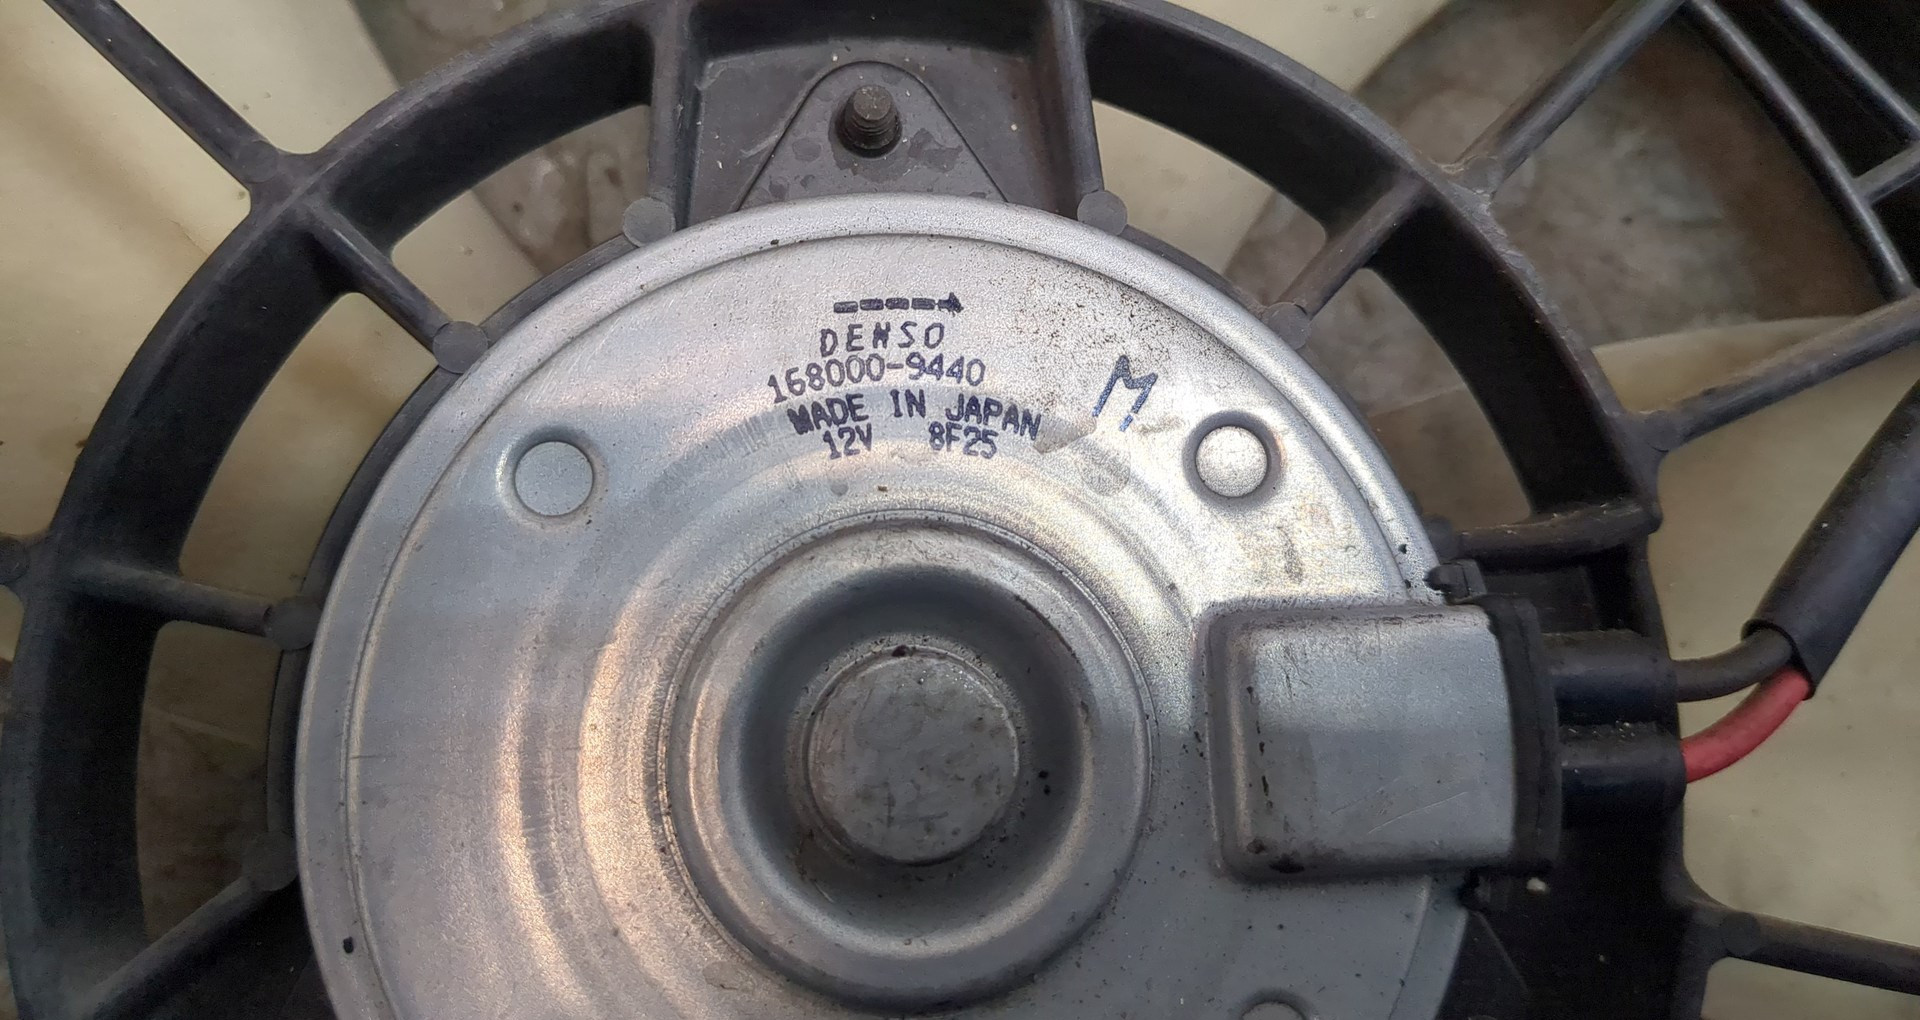 DENSO
168000-9440
MADE IN JAPAN
12V 8F25
M